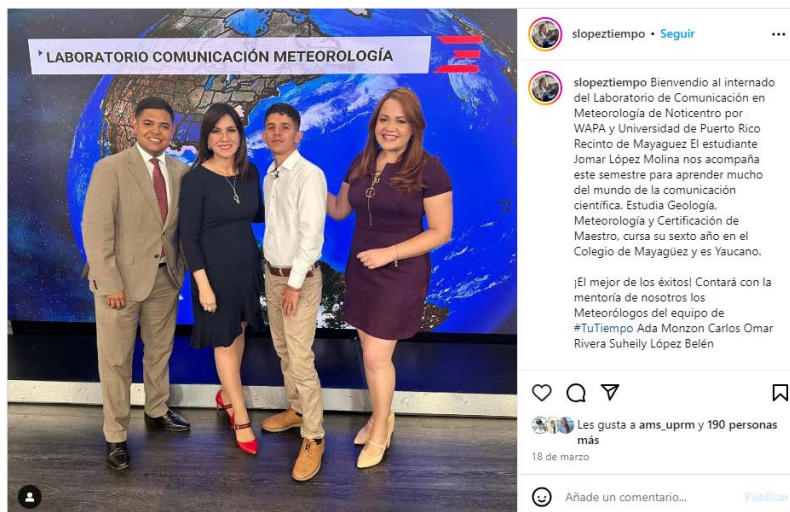 LABORATORIO COMUNICACIÓN METEOROLOGÍA
slopeztiempo • Seguir
slopeztiempo Bienvendio al internado
del Laboratorio de Comunicación en
Meteorología de Noticentro por
WAPA y Universidad de Puerto Rico
Recinto de Mayaguez El estudiante
Jomar López Molina nos acompaña
este semestre para aprender mucho
del mundo de la comunicación
científica. Estudia Geología,
Meteorología y Certificación de
Maestro, cursa su sexto año en el
Colegio de Mayagüez y es Yaucano.
¡El mejor de los éxitos! Contará con la
mentoría de nosotros los
Meteorólogos del equipo de
#TuTiempo Ada Monzon Carlos Omar
Rivera Suheily López Belén
Les gusta a ams_uprm y 190 personas
más
18 de marzo
Añade un comentario...
Publicar